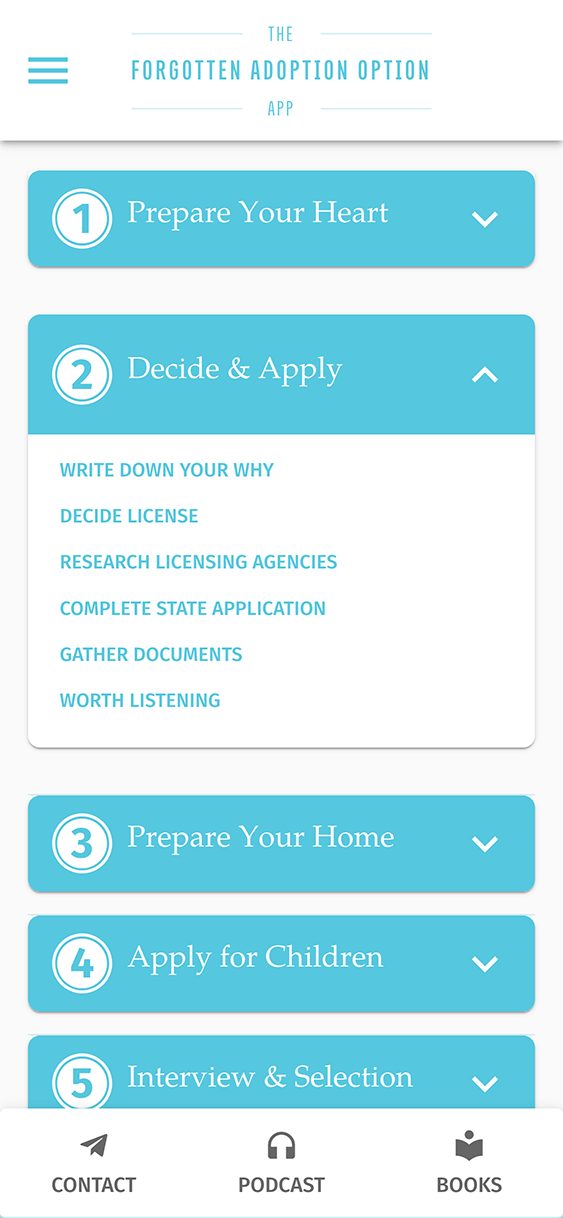 THE
FORGOTTEN ADOPTION OPTION
APP
1 Prepare Your Heart
2 Decide & Apply
WRITE DOWN YOUR WHY
DECIDE LICENSE
RESEARCH LICENSING AGENCIES
COMPLETE STATE APPLICATION
GATHER DOCUMENTS
WORTH LISTENING
3 Prepare Your Home
4 Apply for Children
5 Interview & Selection
CONTACT PODCAST BOOKS